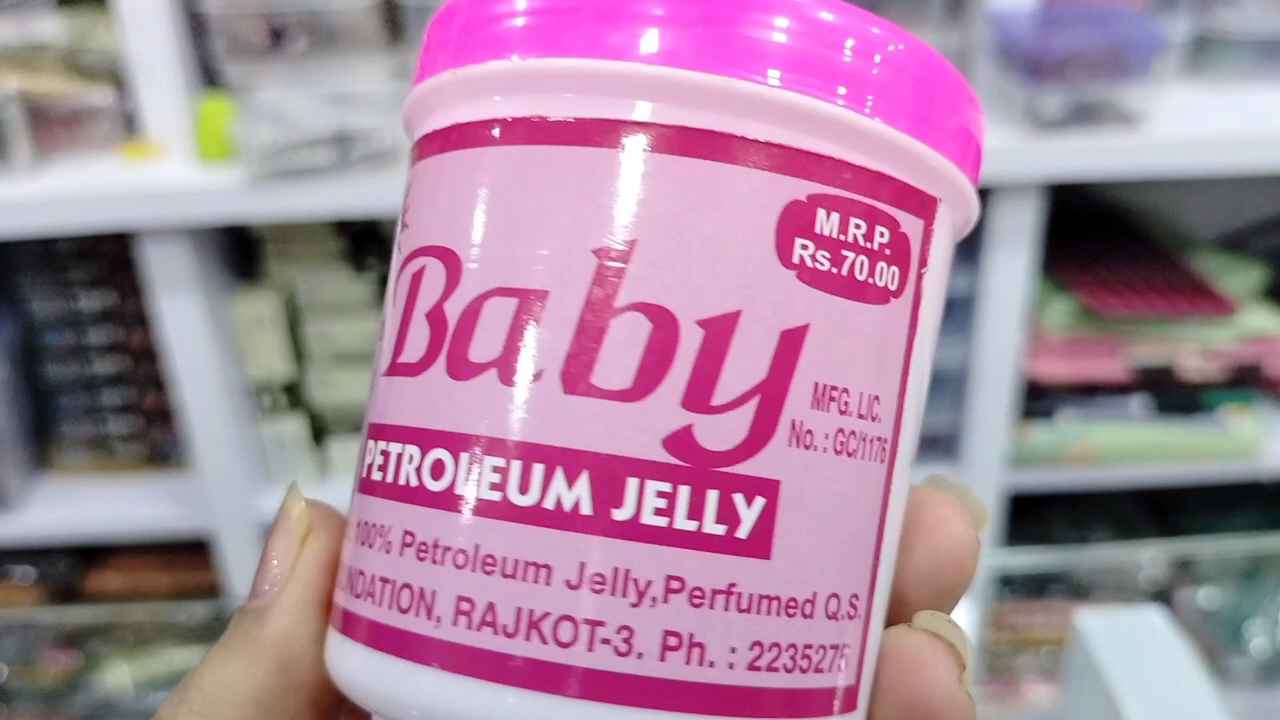 M.R.P.
Rs.70.00
Baby
MFG. LIC.
No. : GC/1176
PETROLEUM JELLY
100% Petroleum Jelly,Perfumed Q.S.
RAJKOT-3. Ph. : 2235275